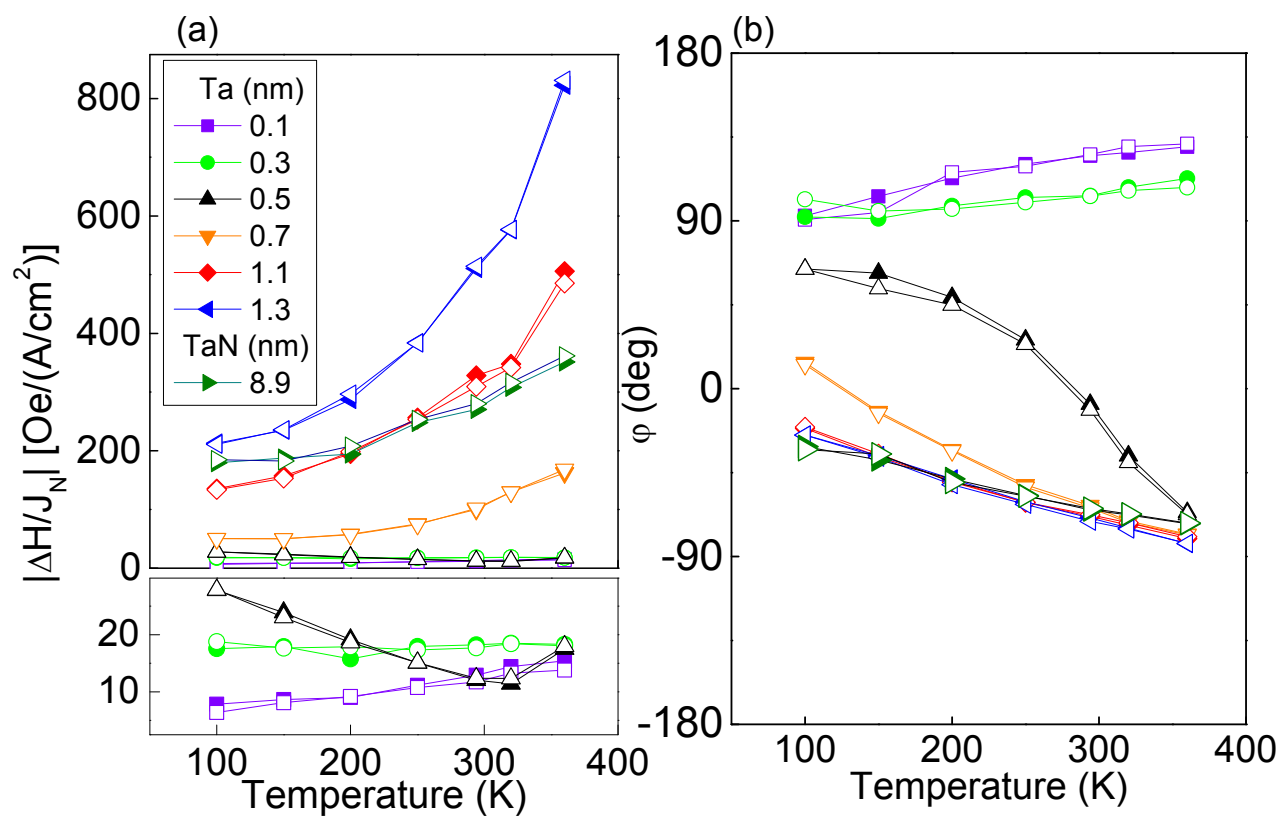 (a)
|ΔH/J_N| [Oe/(A/cm²)]
800
600
400
200
0
20
10
Ta (nm)
0.1
0.3
0.5
0.7
1.1
1.3
TaN (nm)
8.9
100 200 300 400
Temperature (K)
(b)
φ (deg)
180
90
0
-90
-180
100 200 300 400
Temperature (K)